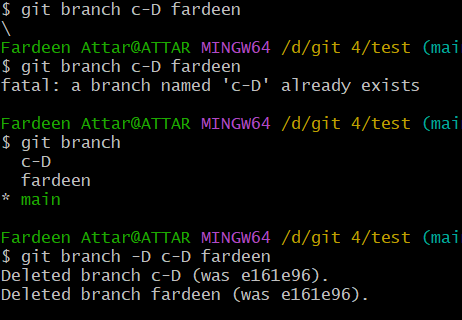 $ git branch c-D fardeen
\
Fardeen Attar@ATTAR MINGW64 /d/git 4/test (mai
$ git branch c-D fardeen
fatal: a branch named 'c-D' already exists
Fardeen Attar@ATTAR MINGW64 /d/git 4/test (mai
$ git branch
c-D
fardeen
* main
Fardeen Attar@ATTAR MINGW64 /d/git 4/test (mai
$ git branch -D c-D fardeen
Deleted branch c-D (was e161e96).
Deleted branch fardeen (was e161e96).